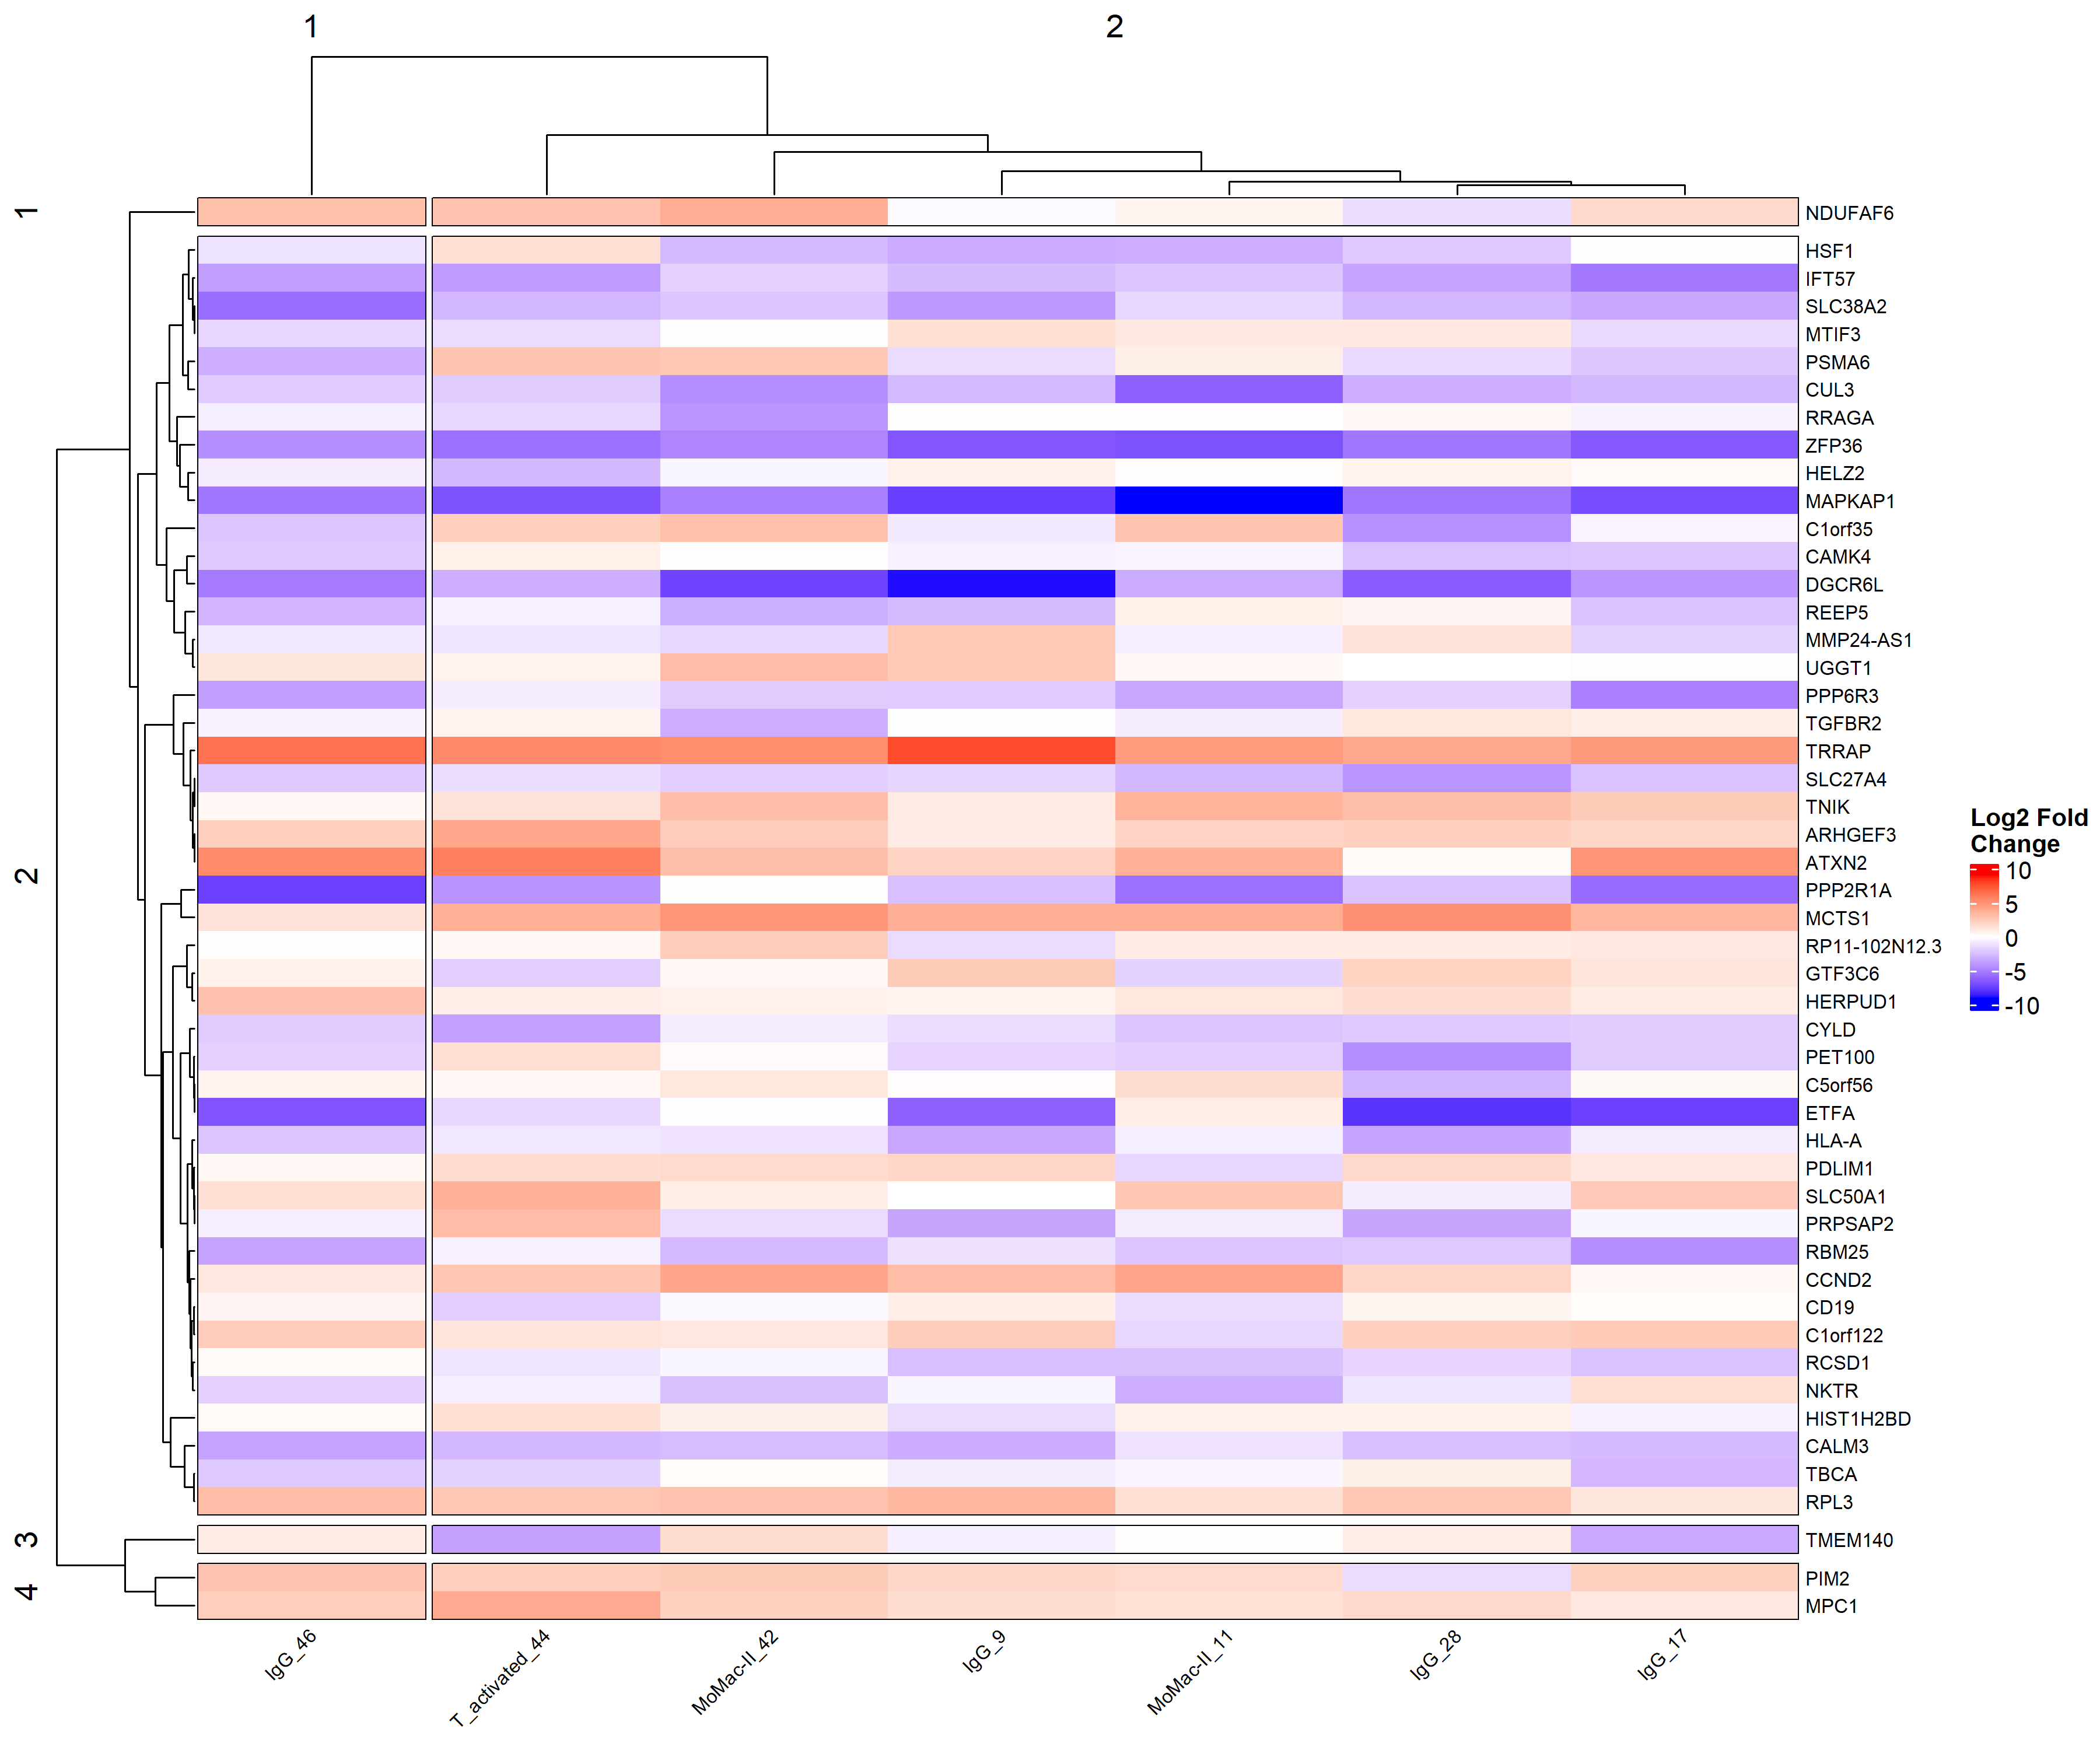 1
2
1
NDUFAF6
HSF1
IFT57
SLC38A2
MTIF3
PSMA6
CUL3
RRAGA
ZFP36
HELZ2
MAPKAP1
C1orf35
CAMK4
DGCR6L
REEP5
MMP24-AS1
UGGT1
PPP6R3
TGFBR2
TRRAP
SLC27A4
TNIK
ARHGEF3
ATXN2
2
PPP2R1A
MCTS1
RP11-102N12.3
GTF3C6
HERPUD1
CYLD
PET100
C5orf56
ETFA
HLA-A
PDLIM1
SLC50A1
PRPSAP2
RBM25
CCND2
CD19
C1orf122
RCSD1
NKTR
HIST1H2BD
CALM3
TBCA
RPL3
3
TMEM140
4
PIM2
MPC1
IgG_46
T_activated_44
MoMac-II_42
IgG_9
MoMac-II_11
IgG_28
IgG_17
Log2 Fold
Change
10
5
0
-5
-10